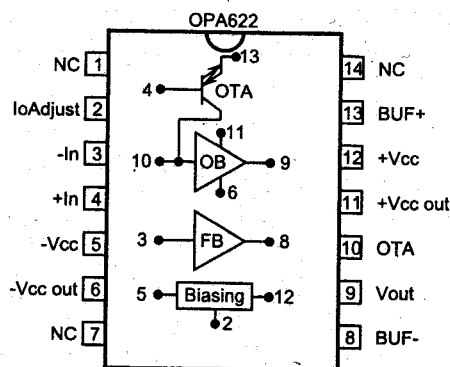 OPA622
NC 1
IoAdjust 2
-In 3
+In 4
-Vcc 5
-Vcc out 6
NC 7
14 NC
13 BUF+
12 +Vcc
11 +Vcc out
10 OTA
9 Vout
8 BUF-
13
4 OTA
11
10 OB 9
6
3 FB 8
5 Biasing 12
2